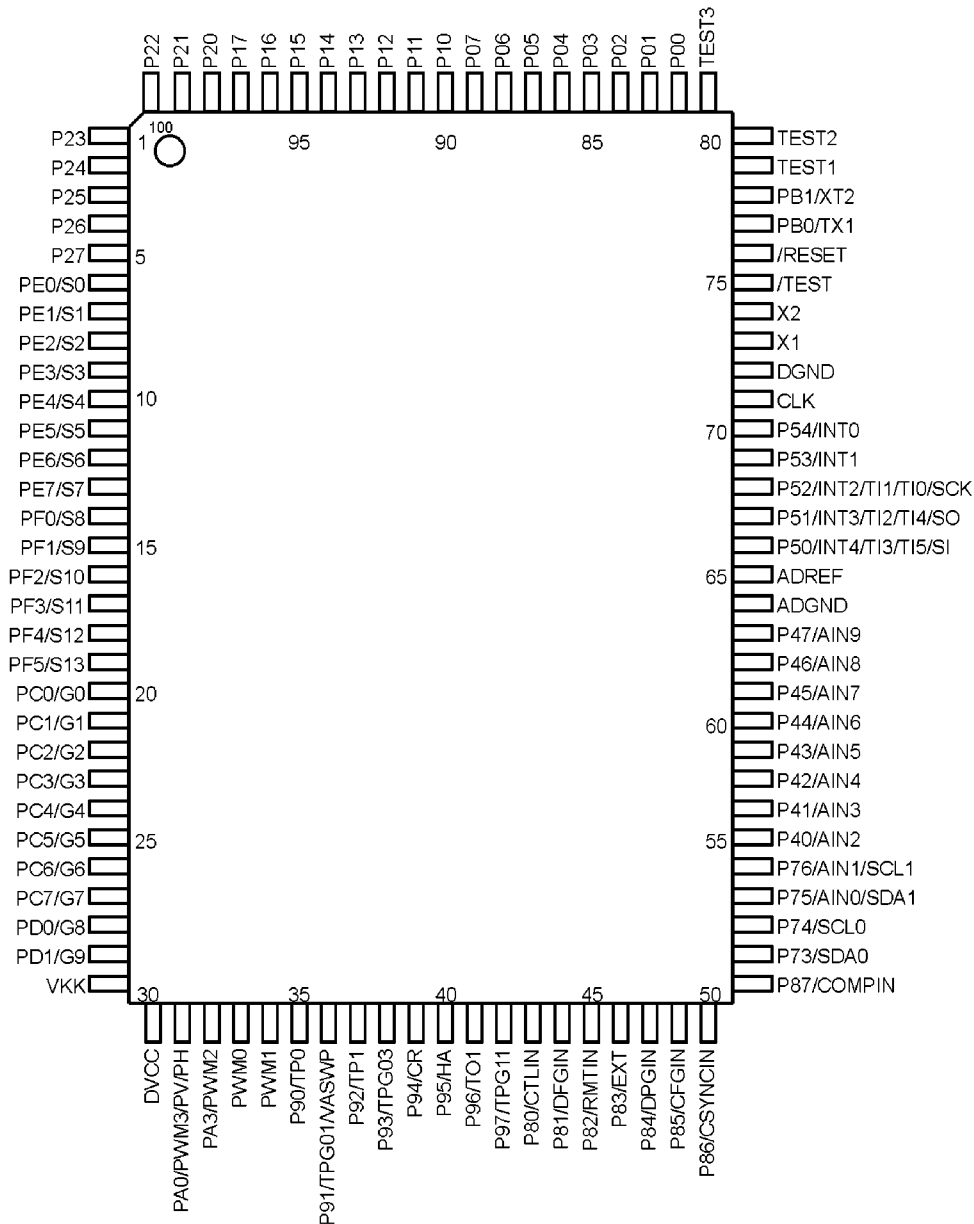 P22
P21
P20
P17
P16
P15
P14
P13
P12
P11
P10
P07
P06
P05
P04
P03
P02
P01
P00
TEST3
100
1
95
90
85
80
P23
P24
P25
P26
P27
5
PE0/S0
PE1/S1
PE2/S2
PE3/S3
PE4/S4
10
PE5/S5
PE6/S6
PE7/S7
PF0/S8
PF1/S9
15
PF2/S10
PF3/S11
PF4/S12
PF5/S13
PC0/G0
20
PC1/G1
PC2/G2
PC3/G3
PC4/G4
PC5/G5
25
PC6/G6
PC7/G7
PD0/G8
PD1/G9
VKK
TEST2
TEST1
PB1/XT2
PB0/TX1
/RESET
75
/TEST
X2
X1
DGND
CLK
70
P54/INT0
P53/INT1
P52/INT2/TI1/TI0/SCK
P51/INT3/TI2/TI4/SO
P50/INT4/TI3/TI5/SI
65
ADREF
ADGND
P47/AIN9
P46/AIN8
P45/AIN7
60
P44/AIN6
P43/AIN5
P42/AIN4
P41/AIN3
55
P40/AIN2
P76/AIN1/SCL1
P75/AIN0/SDA1
P74/SCL0
P73/SDA0
P87/COMPIN
30
35
40
45
50
DVCC
PA0/PWM3/PV/PH
PA3/PWM2
PWM0
PWM1
P90/TP0
P91/TPG01/VASWP
P92/TP1
P93/TPG03
P94/CR
P95/HA
P96/TO1
P97/TPG11
P80/CTLIN
P81/DFGIN
P82/RMTIN
P83/EXT
P84/DPGIN
P85/CFGIN
P86/CSYNCIN